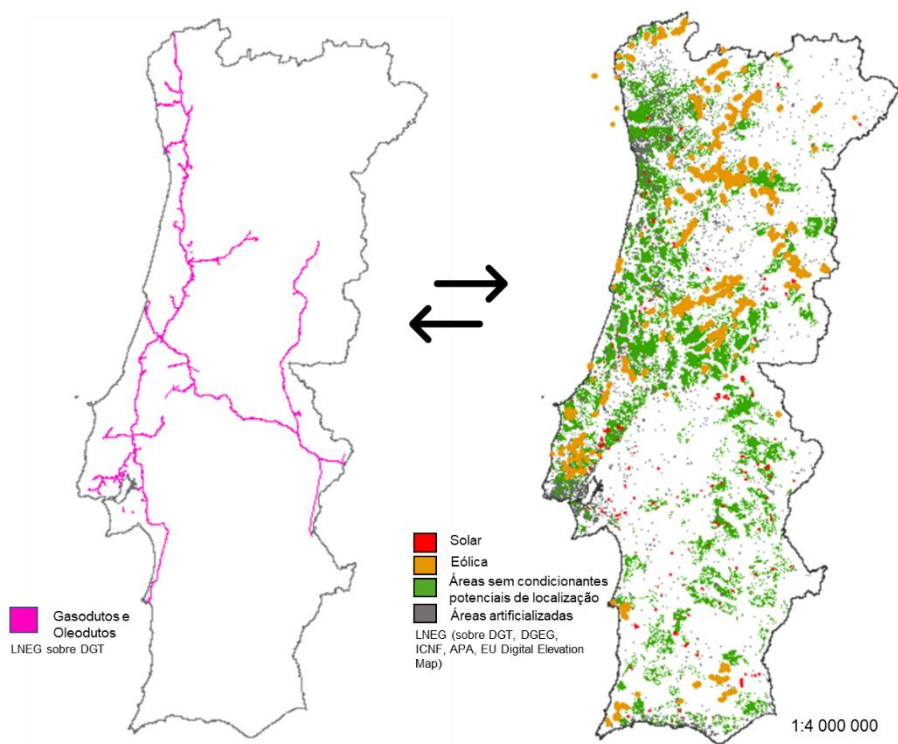 Gasodutos e
Oleodutos
LNEG sobre DGT
Solar
Eólica
Áreas sem condicionantes
potenciais de localização
Áreas artificializadas
LNEG (sobre DGT, DGEG,
ICNF, APA, EU Digital Elevation
Map)
1:4 000 000